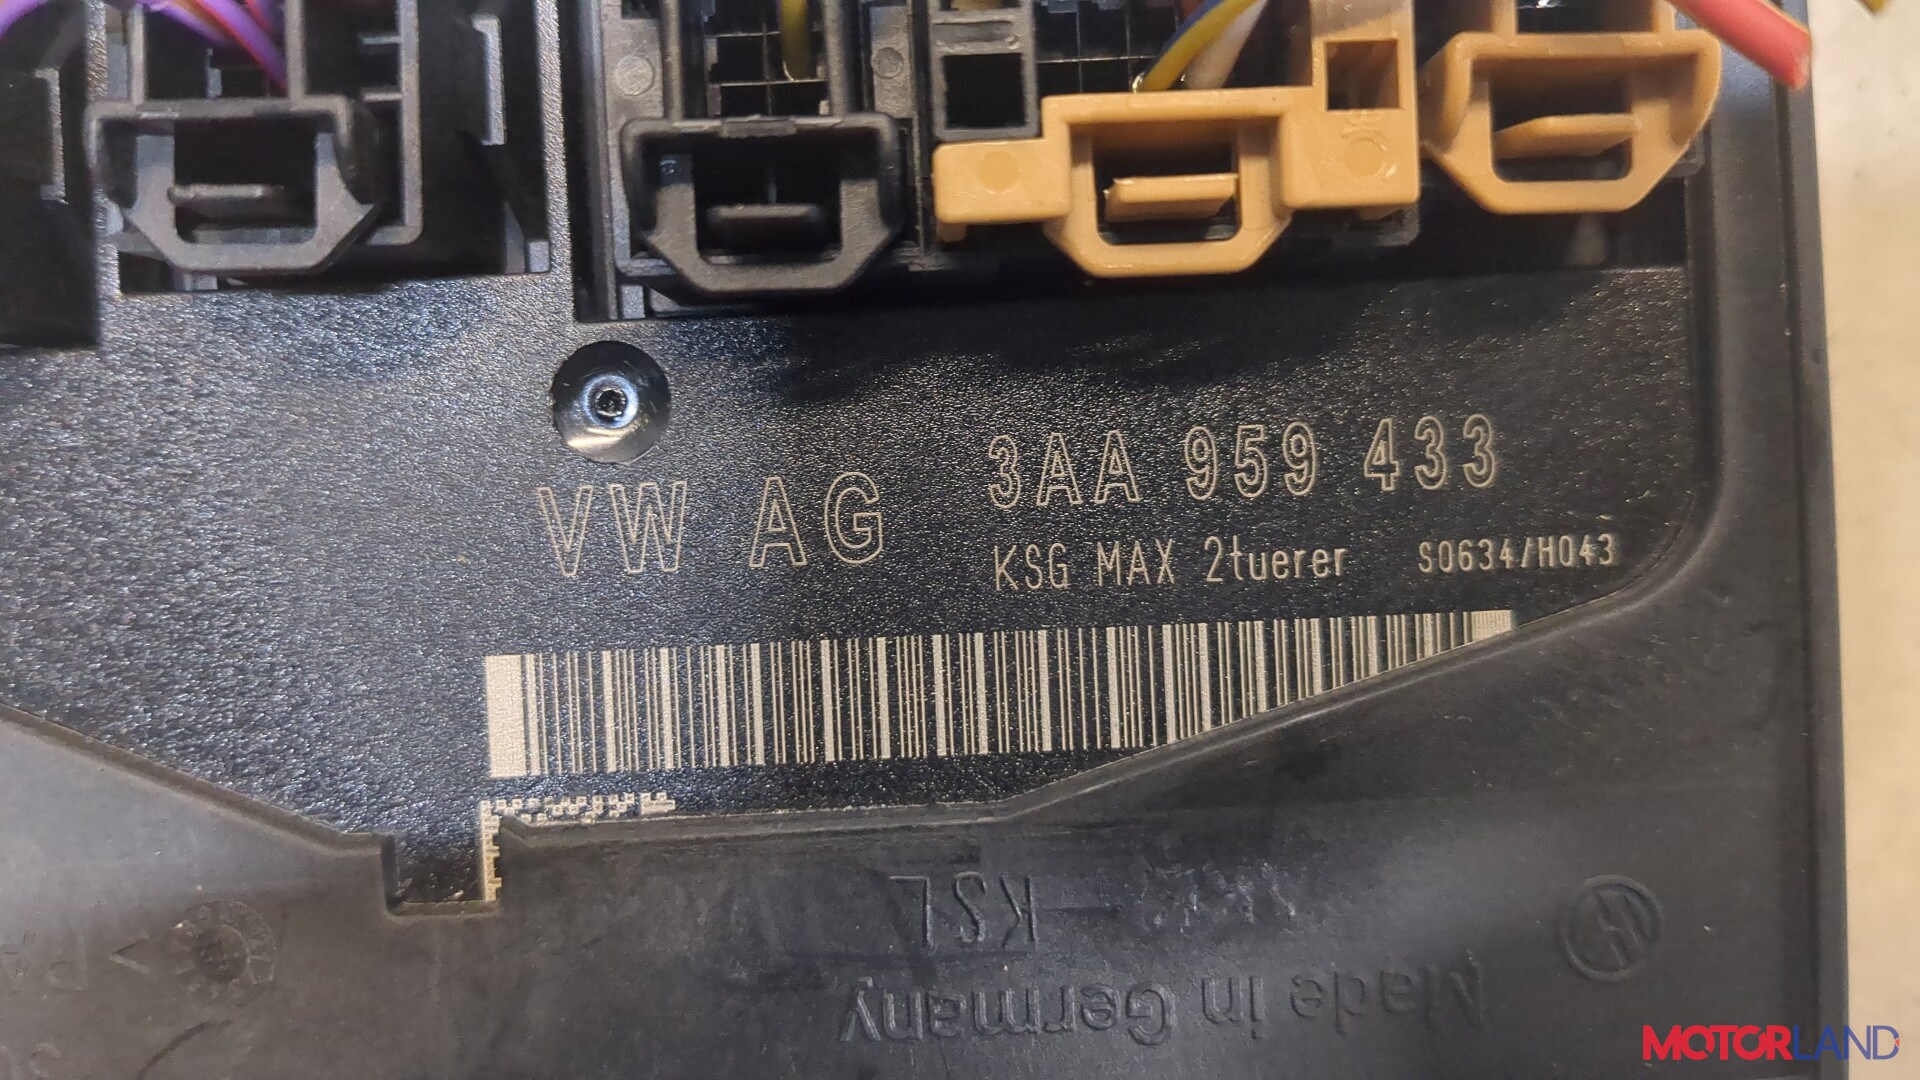 VW AG 3AA 959 433
KSG MAX 2tuerer S0634/H043
KSL
Made in Germany
MOTORLAND